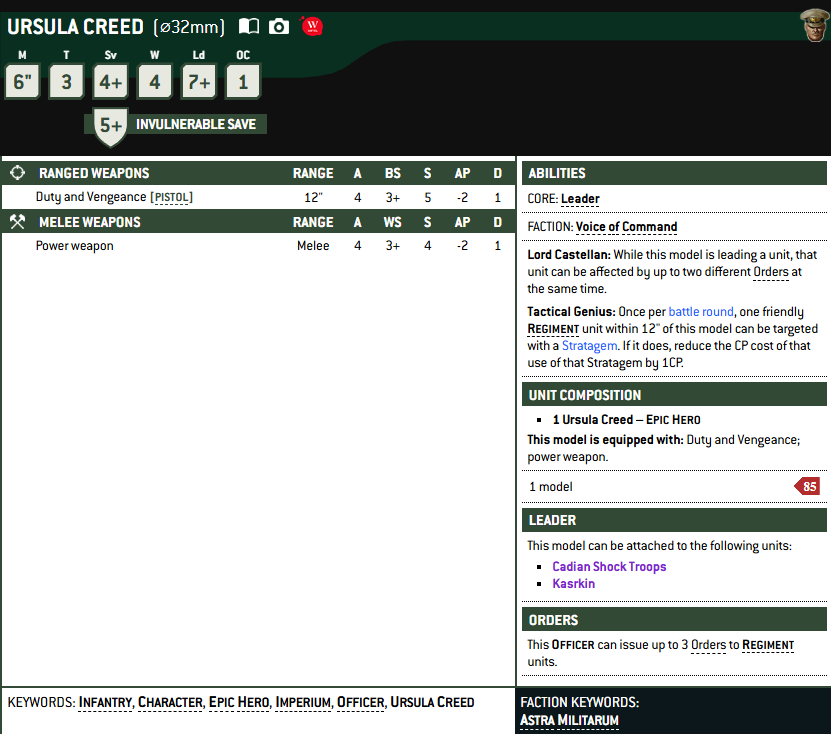 URSULA CREED (⌀32mm)
M T Sv W Ld OC
6" 3 4+ 4 7+ 1
5+ INVULNERABLE SAVE
RANGED WEAPONS RANGE A BS S AP D
Duty and Vengeance [PISTOL] 12" 4 3+ 5 -2 1
MELEE WEAPONS RANGE A WS S AP D
Power weapon Melee 4 3+ 4 -2 1
ABILITIES
CORE: Leader
FACTION: Voice of Command
Lord Castellan: While this model is leading a unit, that
unit can be affected by up to two different Orders at
the same time.
Tactical Genius: Once per battle round, one friendly
REGIMENT unit within 12" of this model can be targeted
with a Stratagem. If it does, reduce the CP cost of that
use of that Stratagem by 1CP.
UNIT COMPOSITION
▪ 1 Ursula Creed – EPIC HERO
This model is equipped with: Duty and Vengeance;
power weapon.
1 model 85
LEADER
This model can be attached to the following units:
▪ Cadian Shock Troops
▪ Kasrkin
ORDERS
This OFFICER can issue up to 3 Orders to REGIMENT
units.
KEYWORDS: INFANTRY, CHARACTER, EPIC HERO, IMPERIUM, OFFICER, URSULA CREED
FACTION KEYWORDS:
ASTRA MILITARUM